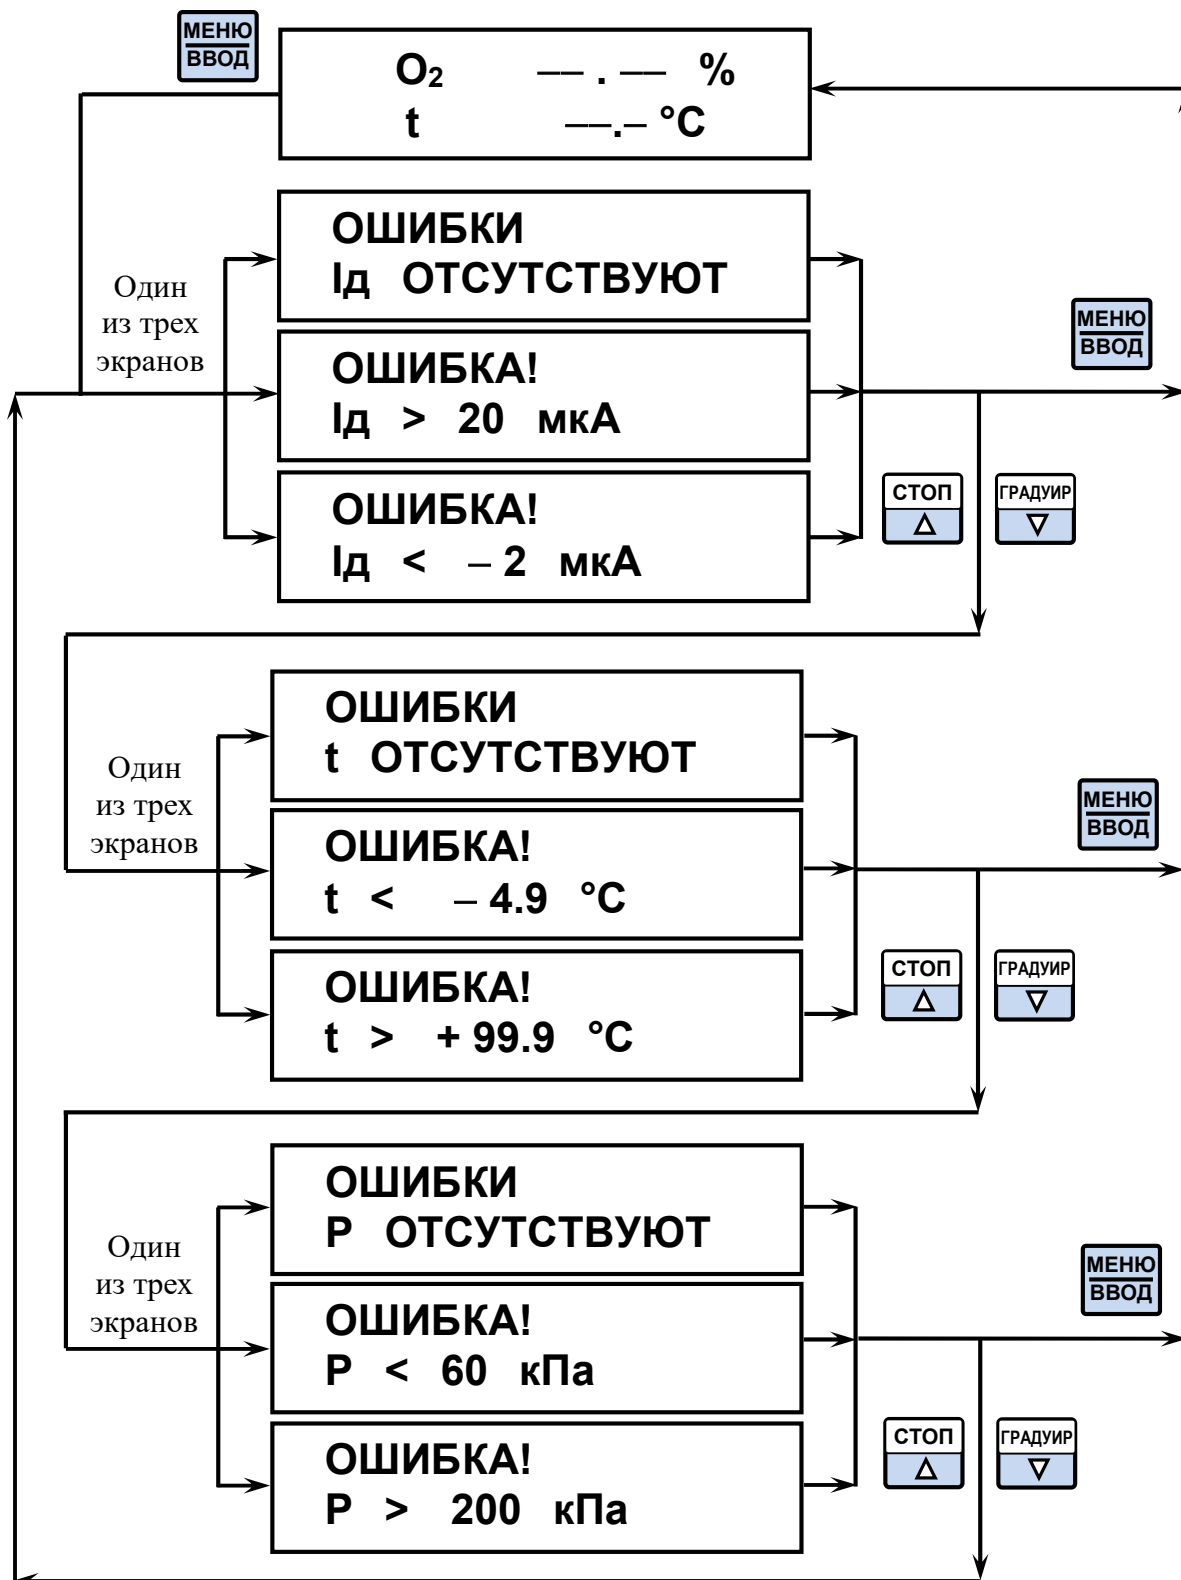 МЕНЮ
ВВОД
O₂ –– . –– %
t ––.– °C
ОШИБКИ
Iд ОТСУТСТВУЮТ
Один
из трех
экранов
МЕНЮ
ВВОД
ОШИБКА!
Iд > 20 мкА
ОШИБКА!
Iд < – 2 мкА
СТОП
ГРАДУИР
ОШИБКИ
t ОТСУТСТВУЮТ
Один
из трех
экранов
МЕНЮ
ВВОД
ОШИБКА!
t < – 4.9 °C
ОШИБКА!
t > + 99.9 °C
СТОП
ГРАДУИР
ОШИБКИ
P ОТСУТСТВУЮТ
Один
из трех
экранов
МЕНЮ
ВВОД
ОШИБКА!
P < 60 кПа
ОШИБКА!
P > 200 кПа
СТОП
ГРАДУИР